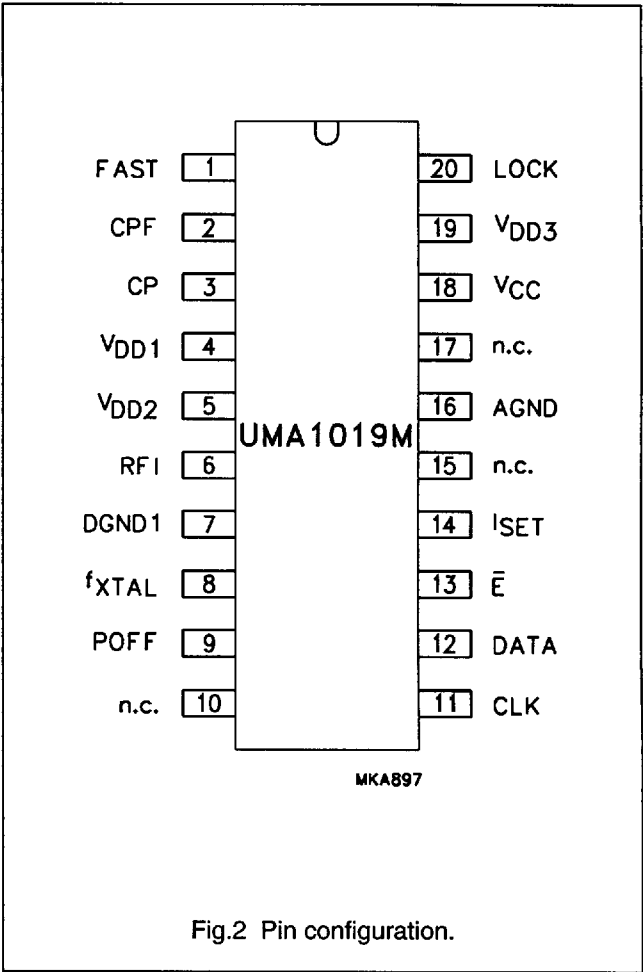 FAST 1 20 LOCK
CPF 2 19 VDD3
CP 3 18 VCC
VDD1 4 17 n.c.
VDD2 5 16 AGND
UMA1019M
RFI 6 15 n.c.
DGND1 7 14 ISET
fXTAL 8 13 E̅
POFF 9 12 DATA
n.c. 10 11 CLK
MKA897
Fig.2 Pin configuration.